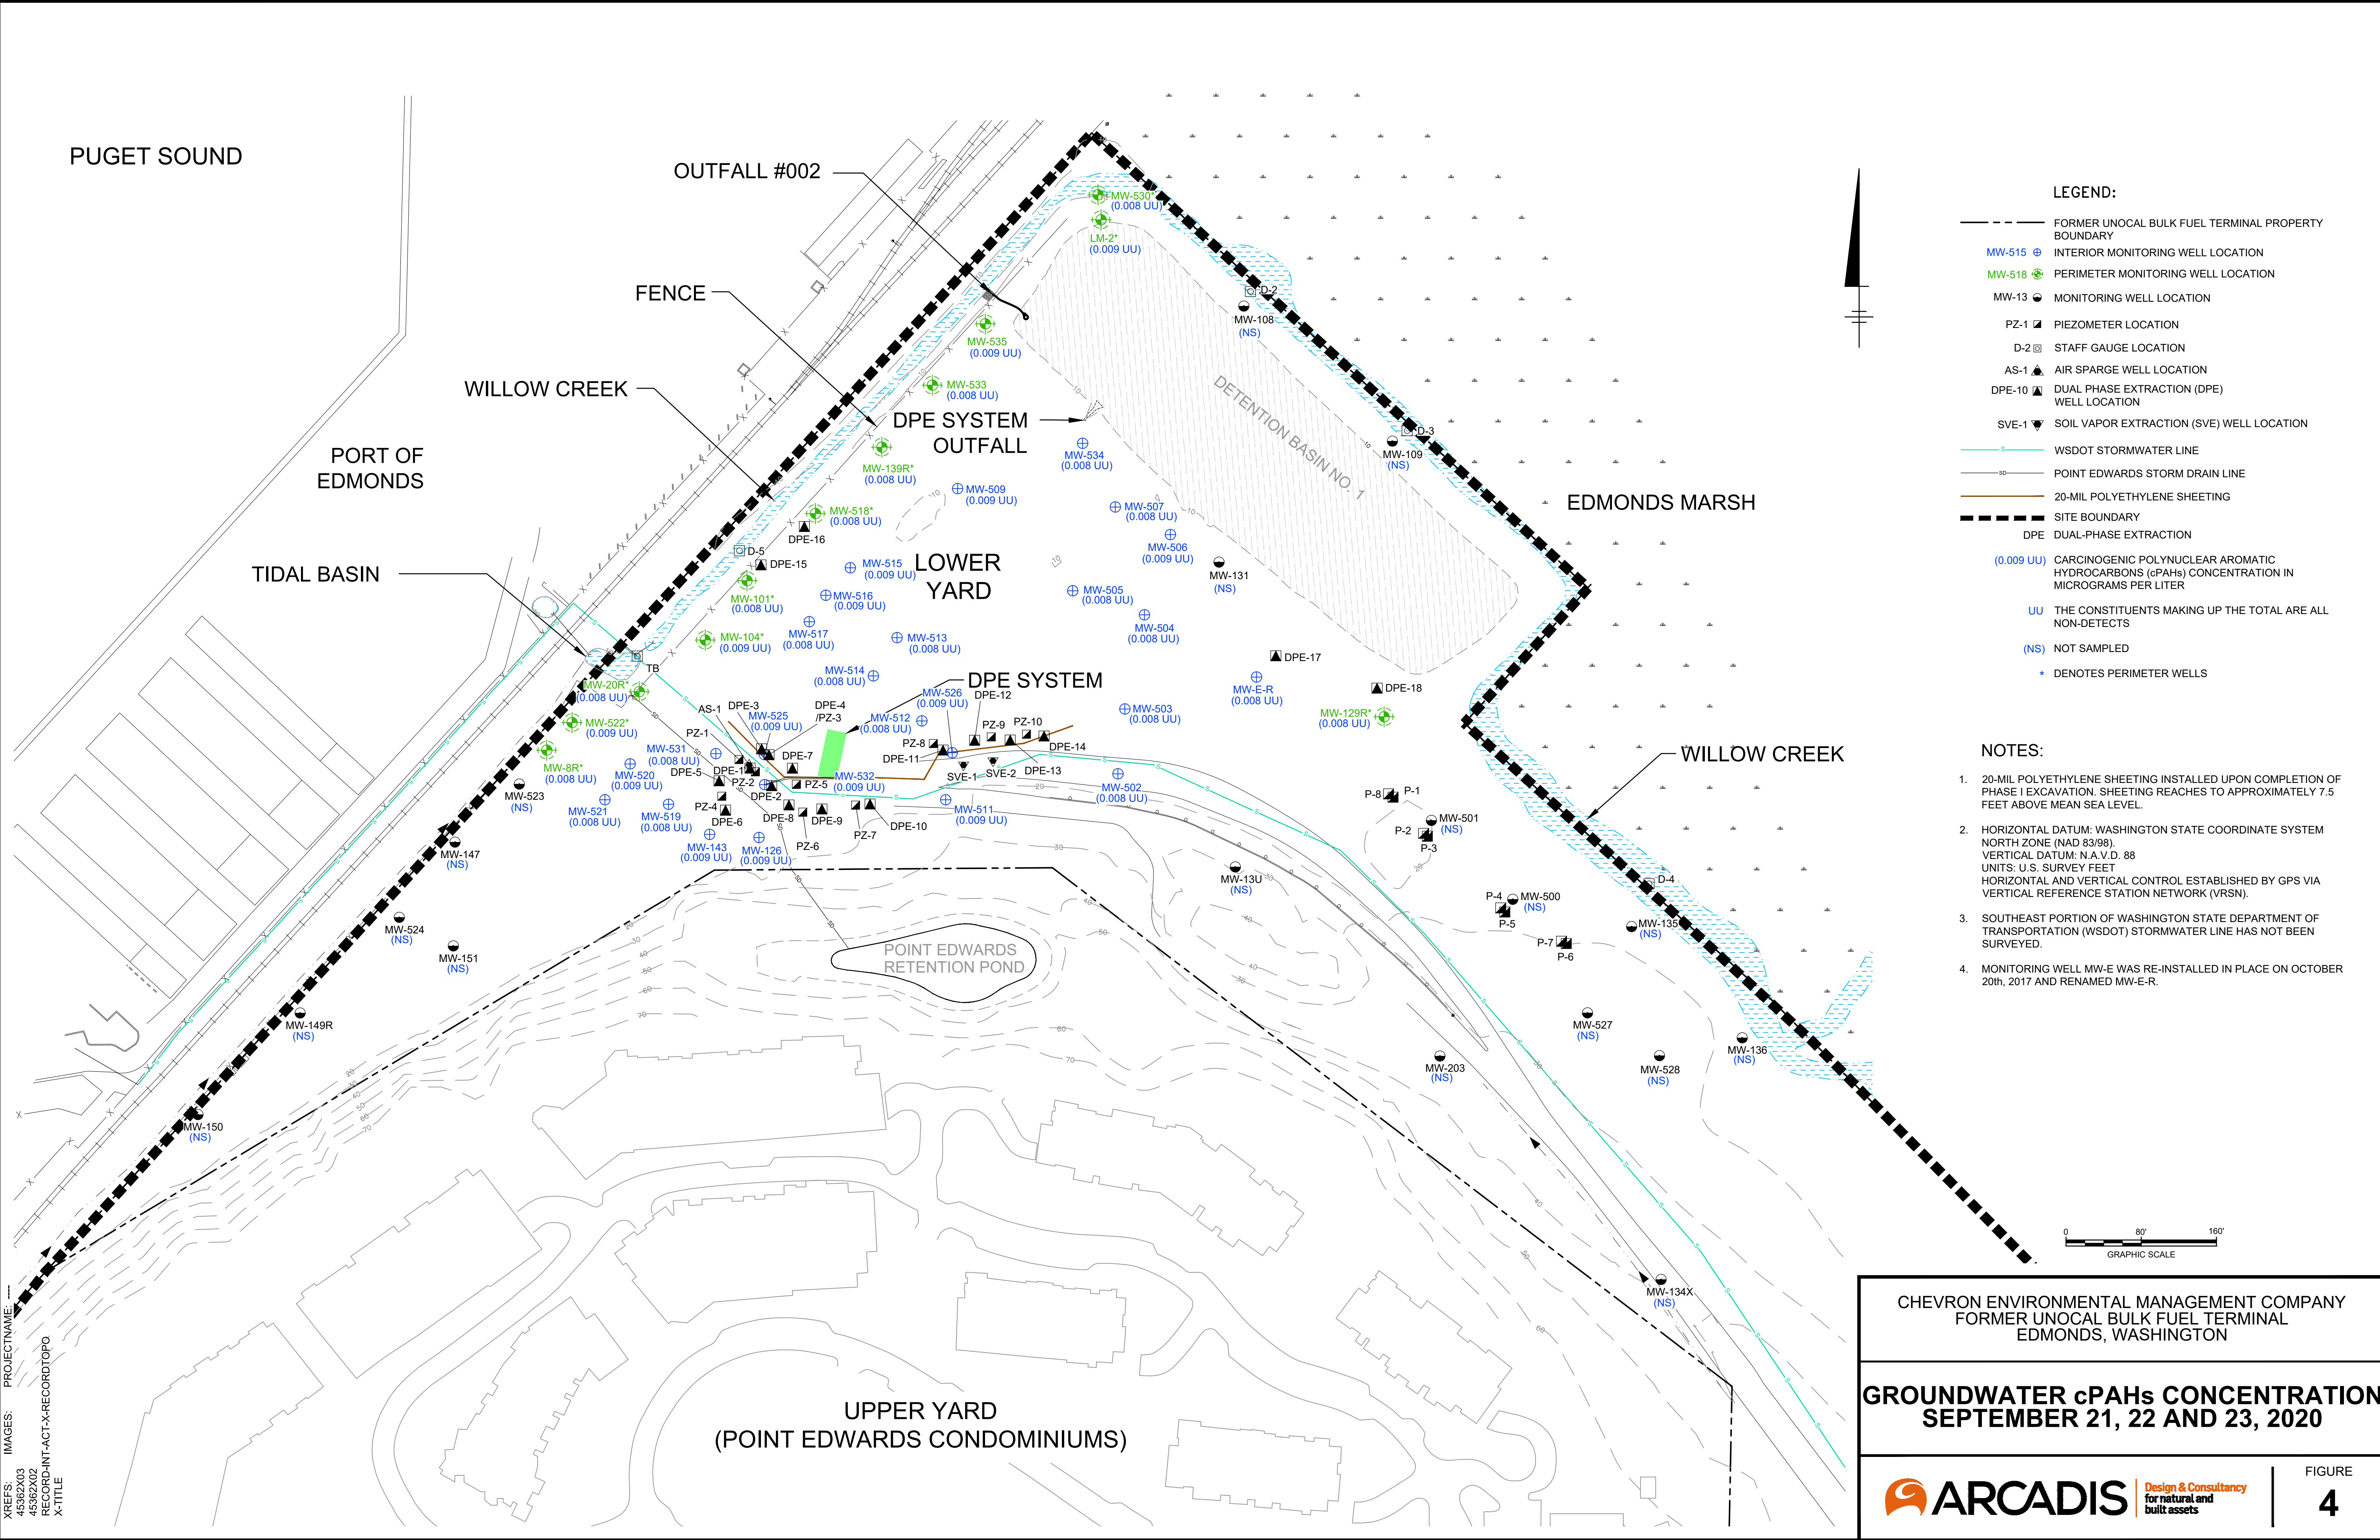 PUGET SOUND
OUTFALL #002
FENCE
WILLOW CREEK
PORT OF
EDMONDS
TIDAL BASIN
DPE SYSTEM
OUTFALL
DETENTION BASIN NO. 1
EDMONDS MARSH
LOWER
YARD
DPE SYSTEM
WILLOW CREEK
POINT EDWARDS
RETENTION POND
UPPER YARD
(POINT EDWARDS CONDOMINIUMS)
MW-530*
(0.008 UU)
LM-2*
(0.009 UU)
D-2
MW-108
(NS)
MW-535
(0.009 UU)
MW-533
(0.008 UU)
D-3
MW-109
(NS)
MW-534
(0.008 UU)
MW-139R*
(0.008 UU)
MW-509
(0.009 UU)
MW-507
(0.008 UU)
MW-518*
(0.008 UU)
DPE-16
MW-506
(0.009 UU)
D-5
DPE-15
MW-515
(0.009 UU)
MW-131
(NS)
MW-101*
(0.008 UU)
MW-516
(0.009 UU)
MW-505
(0.008 UU)
MW-504
(0.008 UU)
MW-104*
(0.009 UU)
MW-517
(0.008 UU)
MW-513
(0.008 UU)
TB
MW-514
(0.008 UU)
DPE-17
MW-20R*
(0.008 UU)
MW-526
(0.009 UU)
DPE-12
MW-E-R
(0.008 UU)
DPE-18
AS-1
DPE-3
DPE-4
/PZ-3
MW-525
(0.009 UU)
MW-512
(0.008 UU)
PZ-9
PZ-10
MW-503
(0.008 UU)
MW-129R*
(0.008 UU)
MW-522*
(0.009 UU)
PZ-1
PZ-8
DPE-14
MW-531
(0.008 UU)
DPE-7
DPE-11
MW-8R*
(0.008 UU)
MW-520
(0.009 UU)
DPE-5
DPE-1
PZ-2
PZ-5
MW-532
(0.009 UU)
SVE-1
SVE-2
DPE-13
MW-502
(0.008 UU)
MW-523
(NS)
MW-521
(0.008 UU)
MW-519
(0.008 UU)
PZ-4
DPE-2
DPE-6
DPE-8
DPE-9
DPE-10
MW-511
(0.009 UU)
P-8
P-1
MW-501
(NS)
P-2
P-3
PZ-7
PZ-6
MW-143
(0.009 UU)
MW-126
(0.009 UU)
MW-147
(NS)
MW-13U
(NS)
D-4
P-4
MW-500
(NS)
P-5
MW-524
(NS)
MW-135
(NS)
P-7
P-6
MW-151
(NS)
MW-149R
(NS)
MW-527
(NS)
MW-136
(NS)
MW-203
(NS)
MW-528
(NS)
MW-150
(NS)
MW-134X
(NS)
LEGEND:
FORMER UNOCAL BULK FUEL TERMINAL PROPERTY
BOUNDARY
MW-515 INTERIOR MONITORING WELL LOCATION
MW-518 PERIMETER MONITORING WELL LOCATION
MW-13 MONITORING WELL LOCATION
PZ-1 PIEZOMETER LOCATION
D-2 STAFF GAUGE LOCATION
AS-1 AIR SPARGE WELL LOCATION
DPE-10 DUAL PHASE EXTRACTION (DPE)
WELL LOCATION
SVE-1 SOIL VAPOR EXTRACTION (SVE) WELL LOCATION
S WSDOT STORMWATER LINE
SD POINT EDWARDS STORM DRAIN LINE
20-MIL POLYETHYLENE SHEETING
SITE BOUNDARY
DPE DUAL-PHASE EXTRACTION
(0.009 UU) CARCINOGENIC POLYNUCLEAR AROMATIC
HYDROCARBONS (cPAHs) CONCENTRATION IN
MICROGRAMS PER LITER
UU THE CONSTITUENTS MAKING UP THE TOTAL ARE ALL
NON-DETECTS
(NS) NOT SAMPLED
* DENOTES PERIMETER WELLS
NOTES:
1. 20-MIL POLYETHYLENE SHEETING INSTALLED UPON COMPLETION OF
PHASE I EXCAVATION. SHEETING REACHES TO APPROXIMATELY 7.5
FEET ABOVE MEAN SEA LEVEL.
2. HORIZONTAL DATUM: WASHINGTON STATE COORDINATE SYSTEM
NORTH ZONE (NAD 83/98).
VERTICAL DATUM: N.A.V.D. 88
UNITS: U.S. SURVEY FEET
HORIZONTAL AND VERTICAL CONTROL ESTABLISHED BY GPS VIA
VERTICAL REFERENCE STATION NETWORK (VRSN).
3. SOUTHEAST PORTION OF WASHINGTON STATE DEPARTMENT OF
TRANSPORTATION (WSDOT) STORMWATER LINE HAS NOT BEEN
SURVEYED.
4. MONITORING WELL MW-E WAS RE-INSTALLED IN PLACE ON OCTOBER
20th, 2017 AND RENAMED MW-E-R.
0 80' 160'
GRAPHIC SCALE
CHEVRON ENVIRONMENTAL MANAGEMENT COMPANY
FORMER UNOCAL BULK FUEL TERMINAL
EDMONDS, WASHINGTON
GROUNDWATER cPAHs CONCENTRATION
SEPTEMBER 21, 22 AND 23, 2020
ARCADIS
Design & Consultancy
for natural and
built assets
FIGURE
4
XREFS: IMAGES: PROJECTNAME: ----
45362X03
45362X02
RECORD-INT-ACT-X-RECORDTOPO
X-TITLE